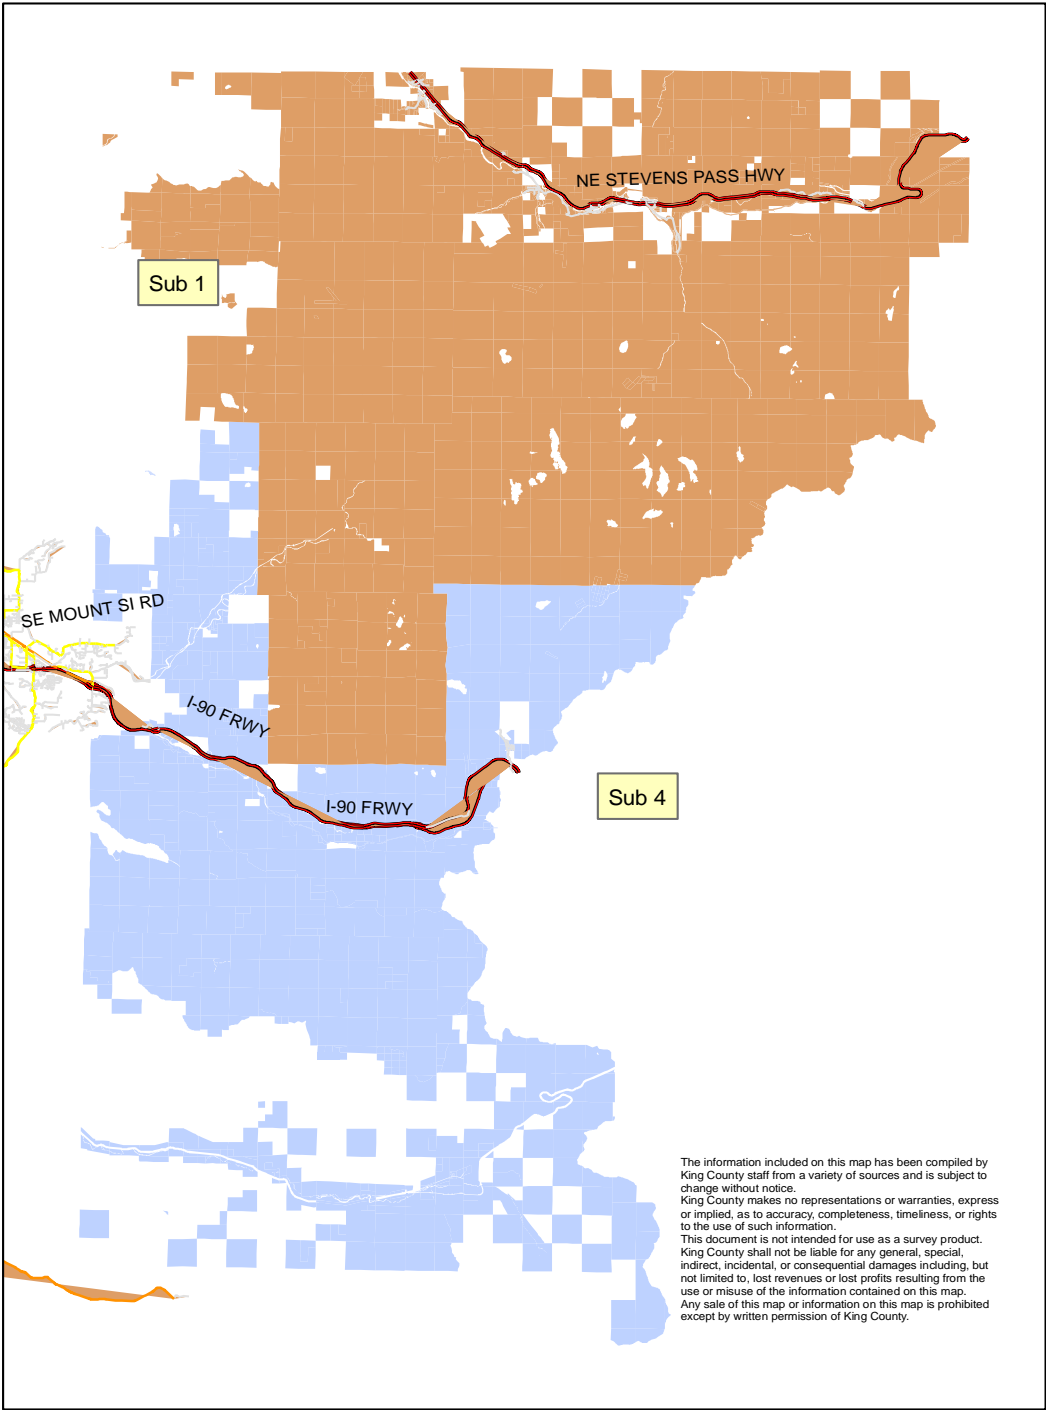 NE STEVENS PASS HWY
Sub 1
SE MOUNT SI RD
I-90 FRWY
I-90 FRWY
Sub 4
The information included on this map has been compiled by
King County staff from a variety of sources and is subject to
change without notice.
King County makes no representations or warranties, express
or implied, as to accuracy, completeness, timeliness, or rights
to the use of such information.
This document is not intended for use as a survey product.
King County shall not be liable for any general, special,
indirect, incidental, or consequential damages including, but
not limited to, lost revenues or lost profits resulting from the
use or misuse of the information contained on this map.
Any sale of this map or information on this map is prohibited
except by written permission of King County.